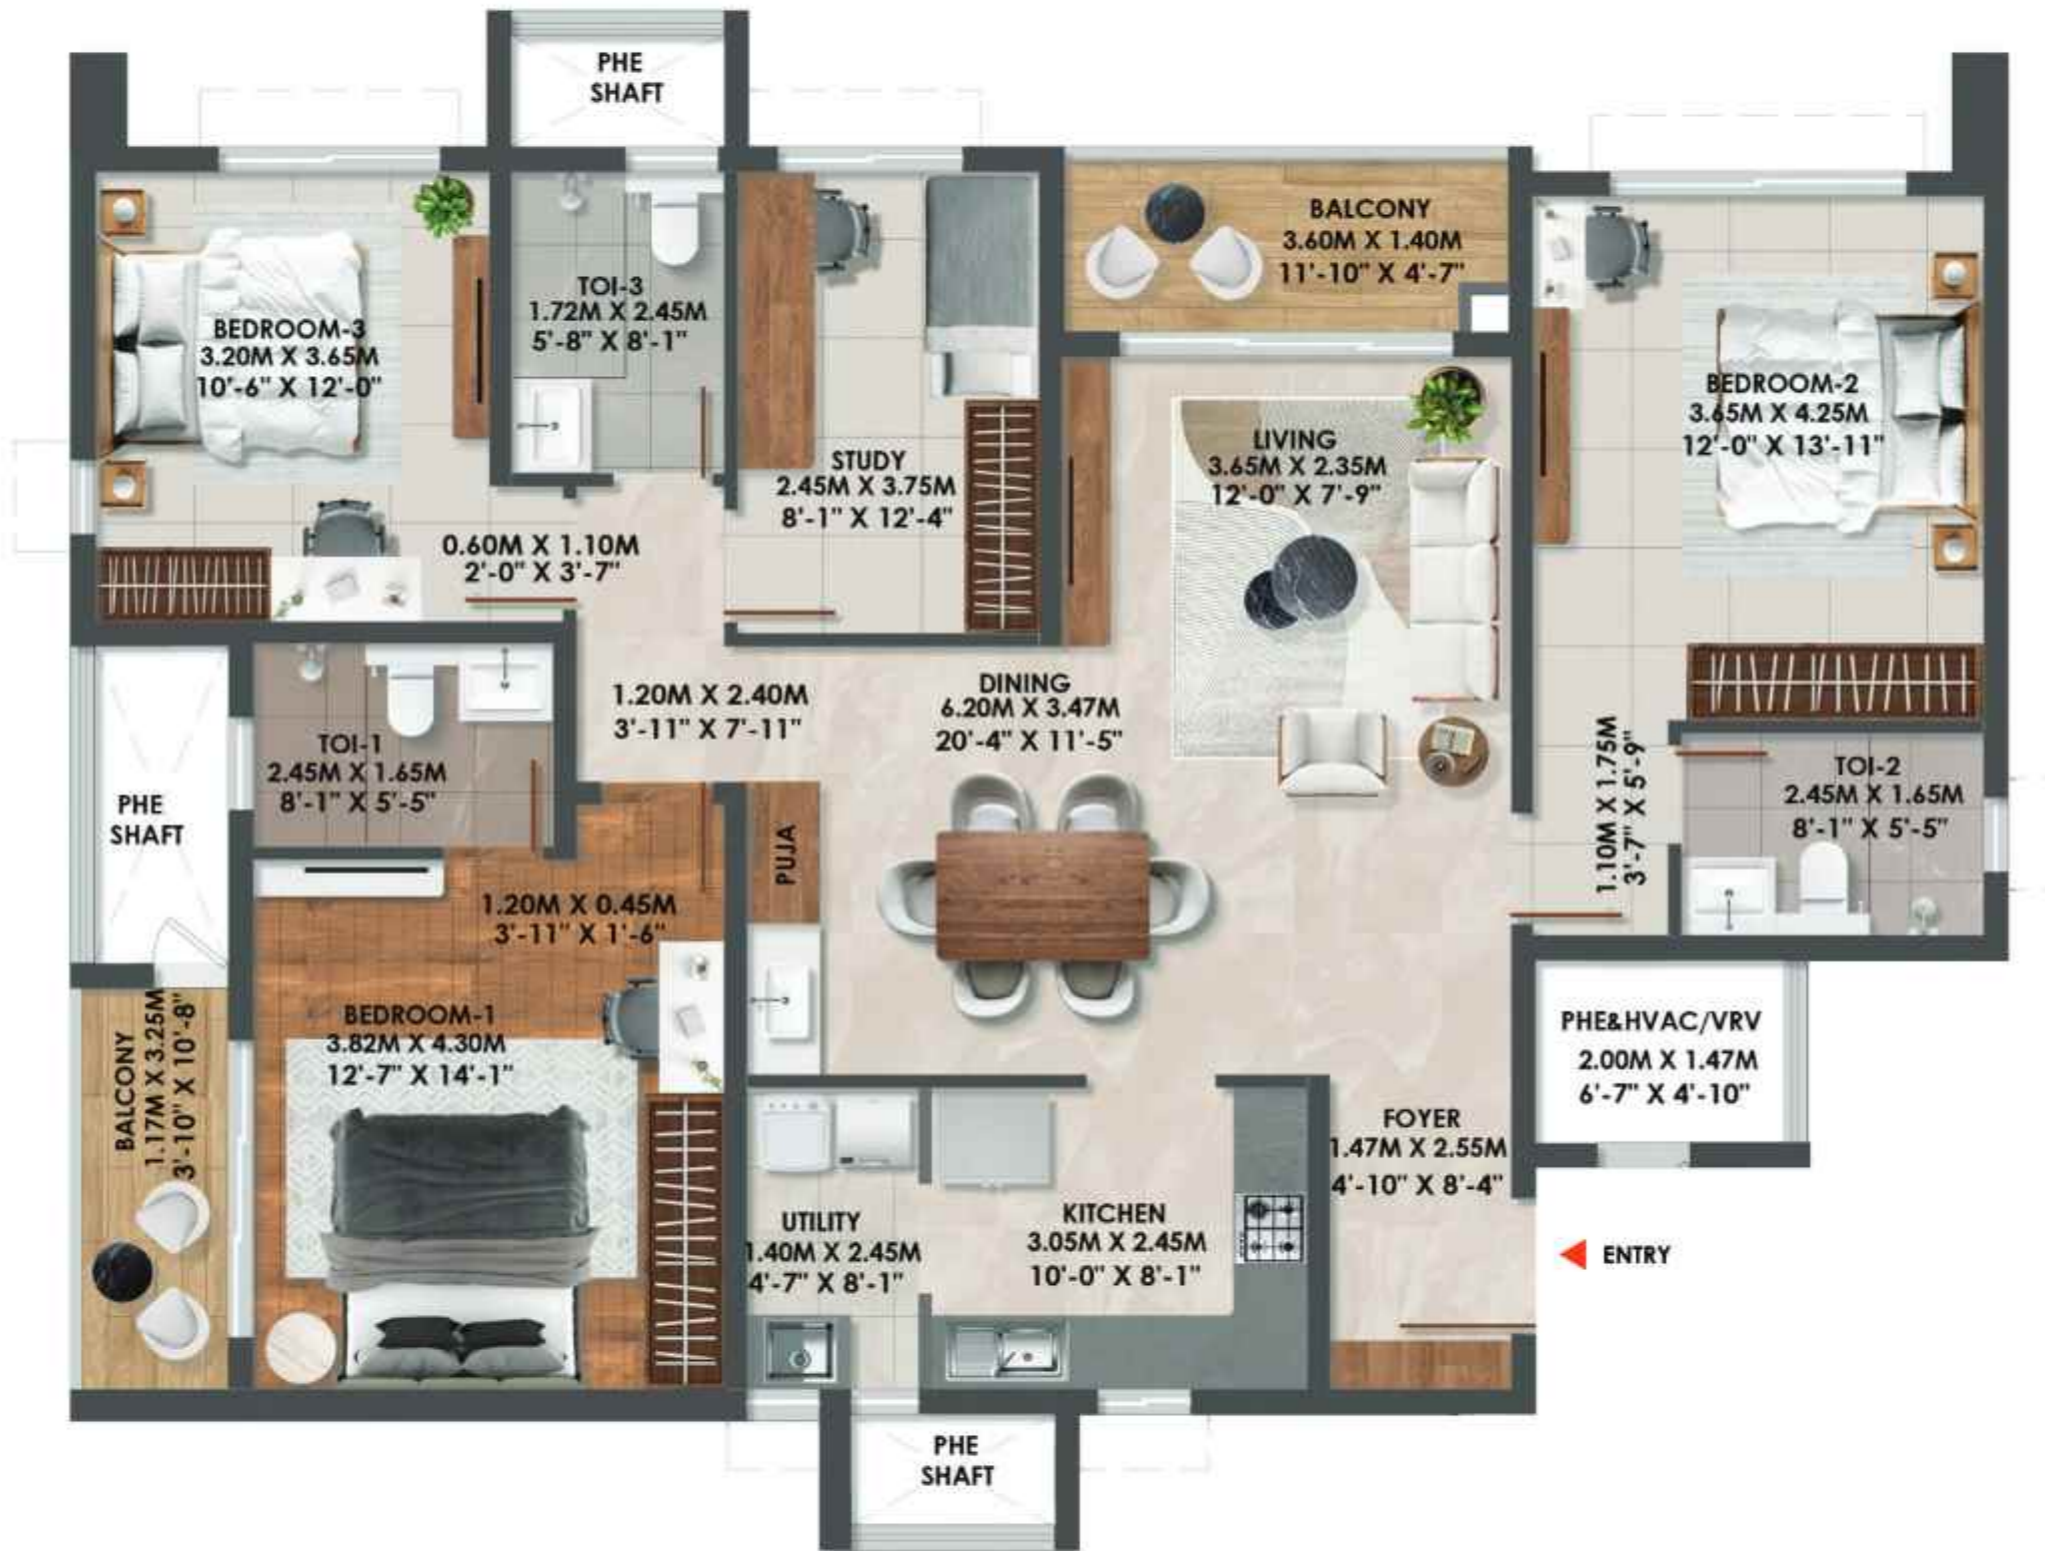 PHE
SHAFT
BALCONY
3.60M X 1.40M
11'-10" X 4'-7"
TOI-3
1.72M X 2.45M
5'-8" X 8'-1"
BEDROOM-3
3.20M X 3.65M
10'-6" X 12'-0"
BEDROOM-2
3.65M X 4.25M
12'-0" X 13'-11"
LIVING
3.65M X 2.35M
12'-0" X 7'-9"
STUDY
2.45M X 3.75M
8'-1" X 12'-4"
0.60M X 1.10M
2'-0" X 3'-7"
1.20M X 2.40M
3'-11" X 7'-11"
DINING
6.20M X 3.47M
20'-4" X 11'-5"
TOI-1
2.45M X 1.65M
8'-1" X 5'-5"
1.10M X 1.75M
3'-7" X 5'-9"
TOI-2
2.45M X 1.65M
8'-1" X 5'-5"
PHE
SHAFT
PUJA
1.20M X 0.45M
3'-11" X 1'-6"
BEDROOM-1
3.82M X 4.30M
12'-7" X 14'-1"
BALCONY
1.17M X 3.25M
3'-10" X 10'-8"
PHE&HVAC/VRV
2.00M X 1.47M
6'-7" X 4'-10"
FOYER
1.47M X 2.55M
4'-10" X 8'-4"
UTILITY
1.40M X 2.45M
4'-7" X 8'-1"
KITCHEN
3.05M X 2.45M
10'-0" X 8'-1"
ENTRY
PHE
SHAFT